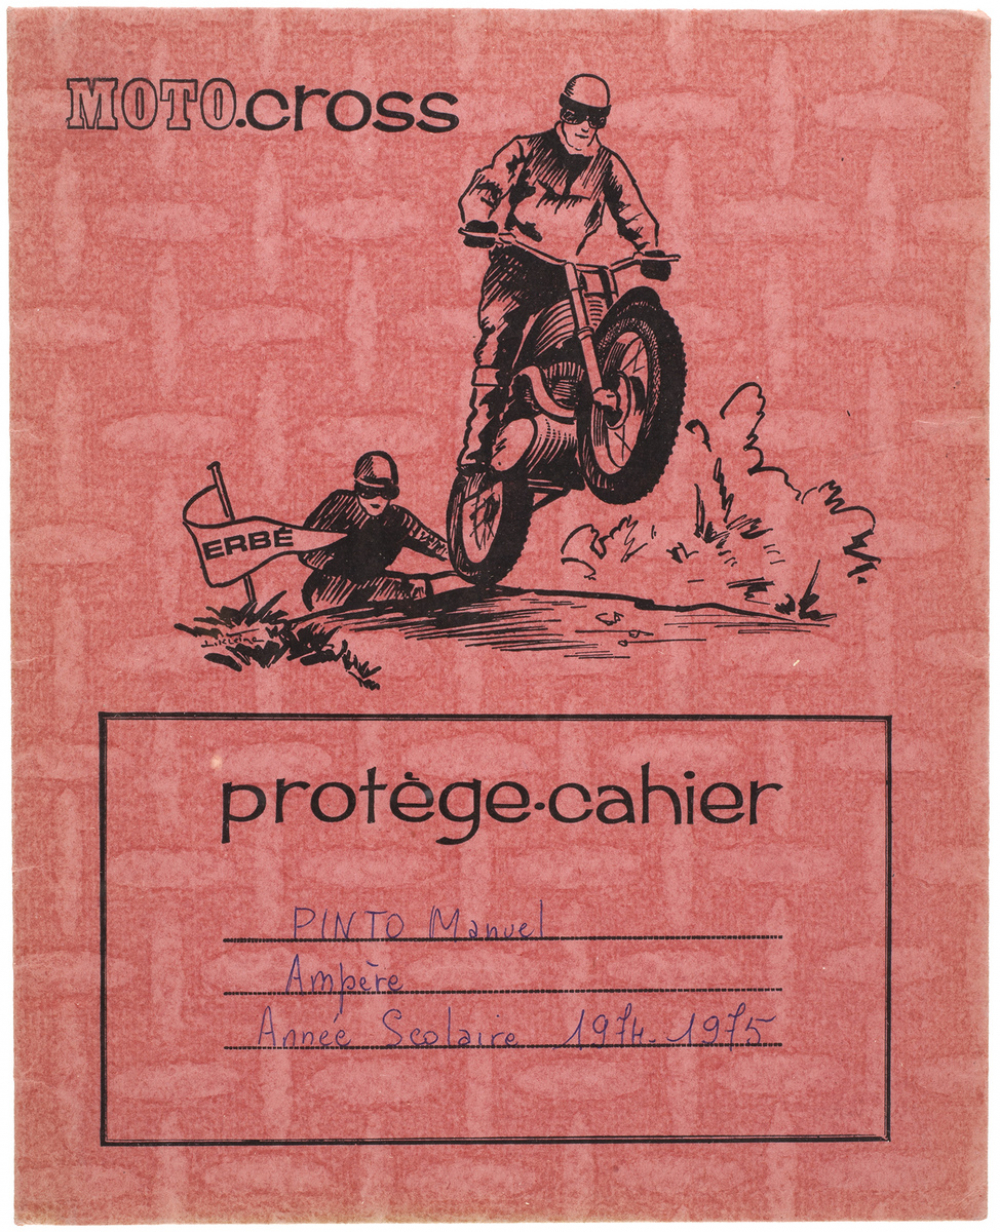 MOTO.cross
ERBÉ
protège-cahier
PINTO Manuel
Ampère
Année Scolaire 1974-1975